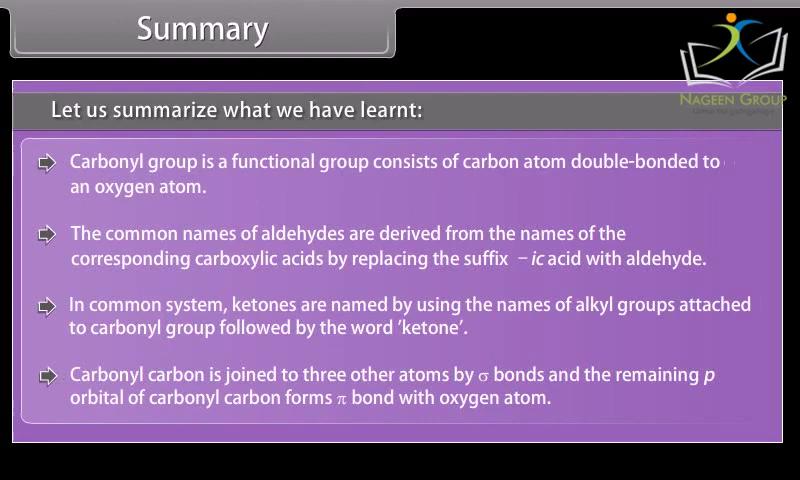 Summary
NAGEEN GROUP
Let us summarize what we have learnt:
Carbonyl group is a functional group consists of carbon atom double-bonded to
an oxygen atom.
The common names of aldehydes are derived from the names of the
corresponding carboxylic acids by replacing the suffix –ic acid with aldehyde.
In common system, ketones are named by using the names of alkyl groups attached
to carbonyl group followed by the word ‘ketone’.
Carbonyl carbon is joined to three other atoms by σ bonds and the remaining p
orbital of carbonyl carbon forms π bond with oxygen atom.